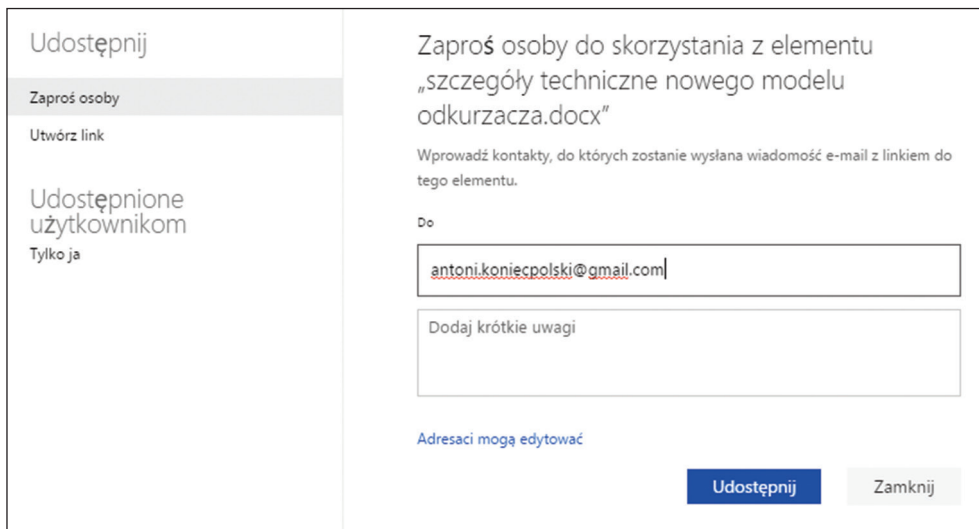 Udostępnij
Zaproś osoby
Utwórz link
Udostępnione
użytkownikom
Tylko ja
Zaproś osoby do skorzystania z elementu
„szczegóły techniczne nowego modelu
odkurzacza.docx”
Wprowadź kontakty, do których zostanie wysłana wiadomość e-mail z linkiem do
tego elementu.
Do
antoni.koniecpolski@gmail.com
Dodaj krótkie uwagi
Adresaci mogą edytować
Udostępnij
Zamknij